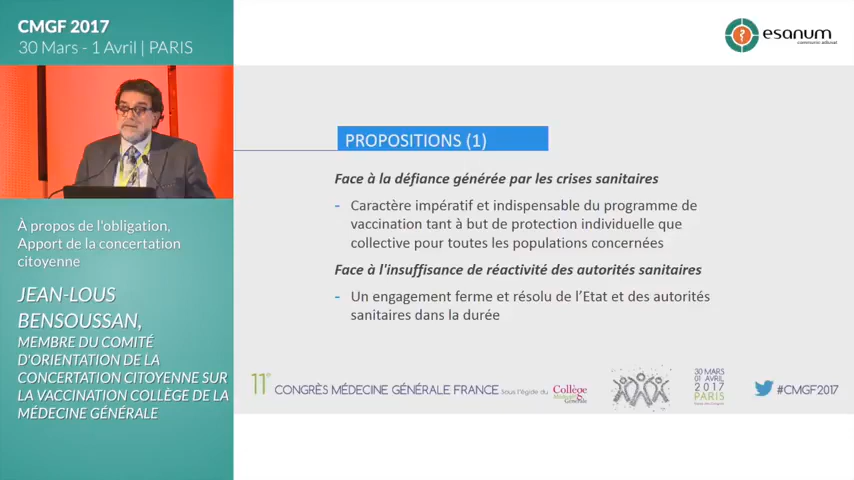 CMGF 2017
30 Mars - 1 Avril | PARIS
À propos de l'obligation,
Apport de la concertation
citoyenne
JEAN-LOUS
BENSOUSSAN,
MEMBRE DU COMITÉ
D'ORIENTATION DE LA
CONCERTATION CITOYENNE SUR
LA VACCINATION COLLÈGE DE LA
MÉDECINE GÉNÉRALE
esanum
PROPOSITIONS (1)
Face à la défiance générée par les crises sanitaires
- Caractère impératif et indispensable du programme de
vaccination tant à but de protection individuelle que
collective pour toutes les populations concernées
Face à l'insuffisance de réactivité des autorités sanitaires
- Un engagement ferme et résolu de l'Etat et des autorités
sanitaires dans la durée
11e CONGRÈS MÉDECINE GÉNÉRALE FRANCE Sous l'égide du Collège
Médecine
Générale
30 MARS
01 AVRIL
2017
PARIS
#CMGF2017